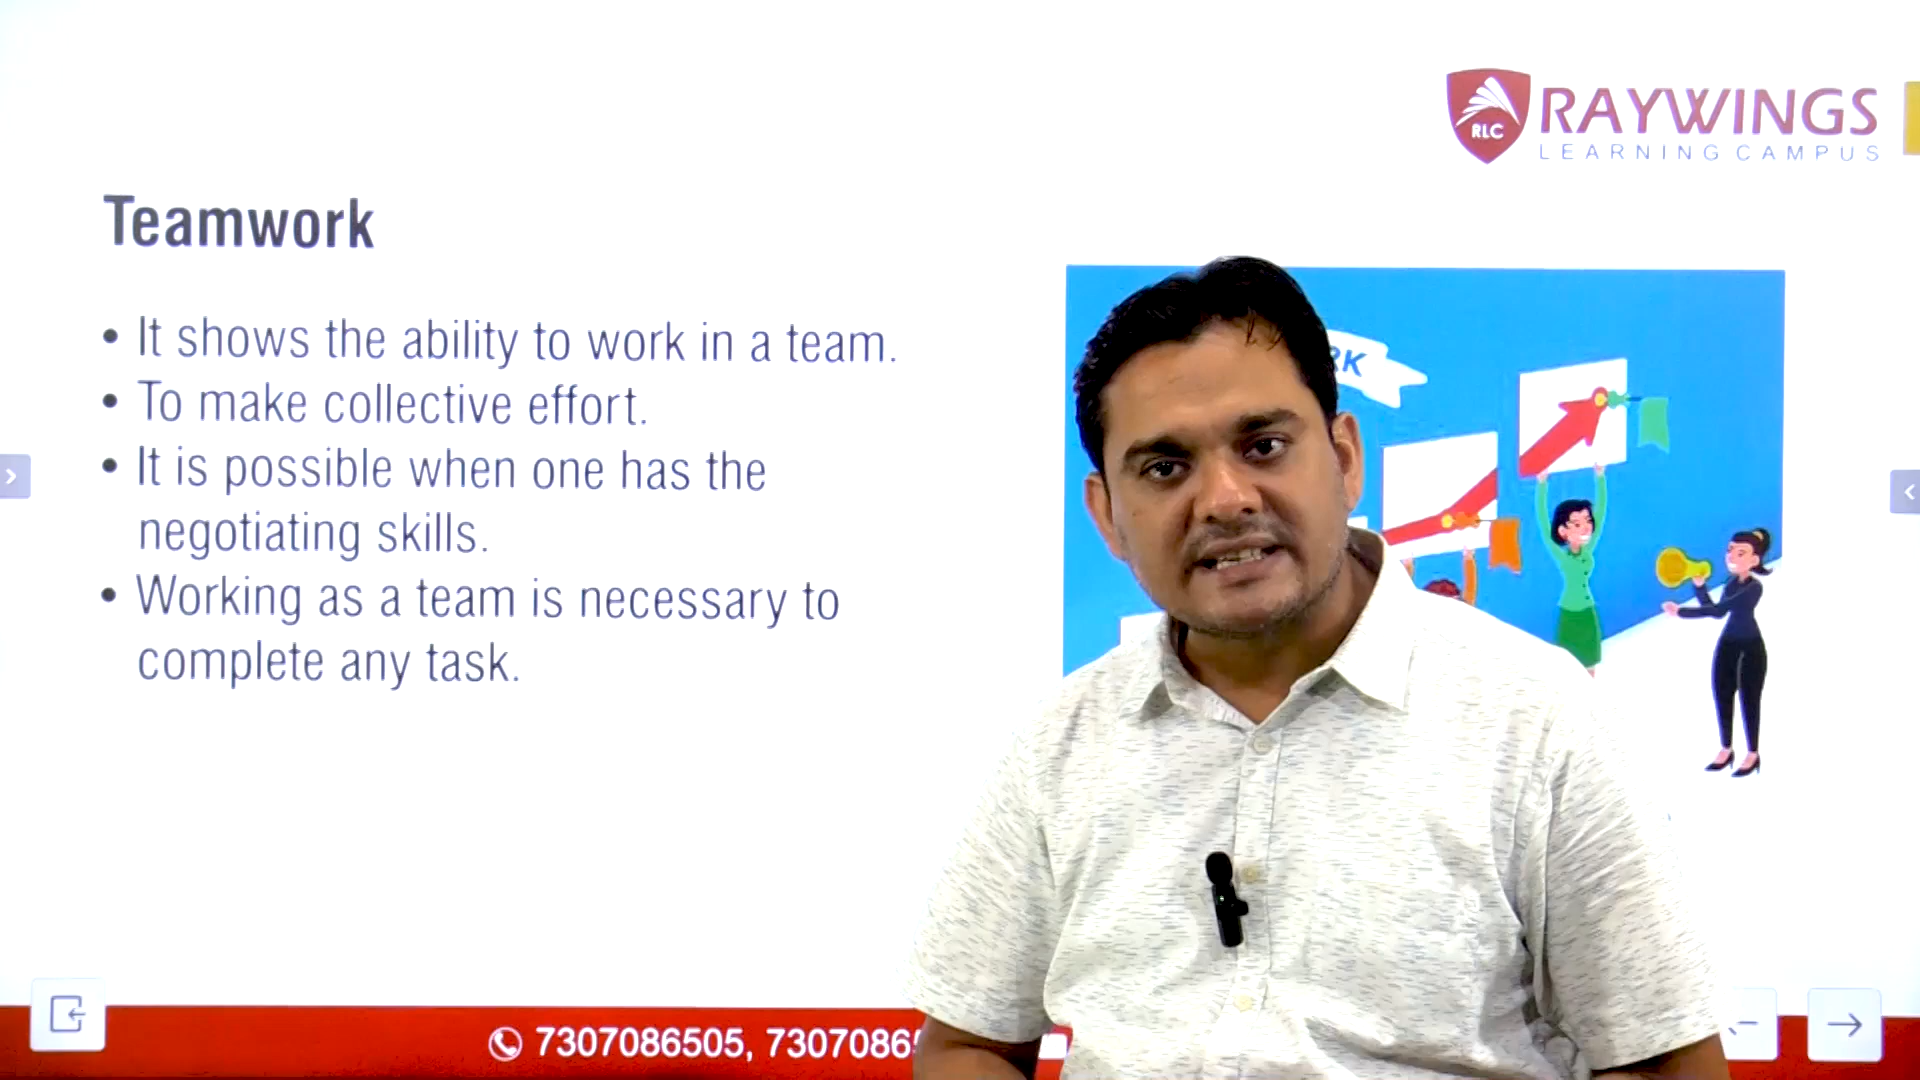 RLC
RAYWINGS
LEARNING CAMPUS
Teamwork
• It shows the ability to work in a team.
• To make collective effort.
• It is possible when one has the
negotiating skills.
• Working as a team is necessary to
complete any task.
7307086505,